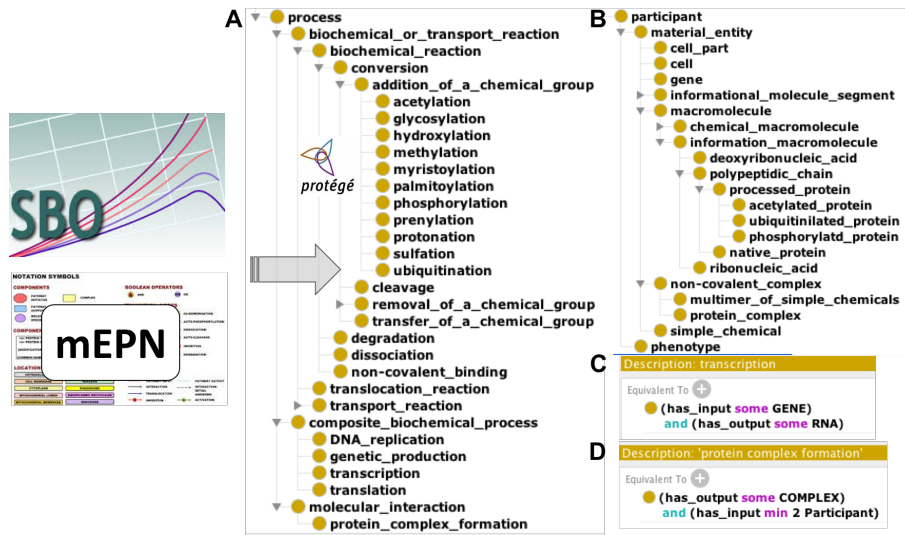 SBO
NOTATION SYMBOLS
COMPONENTS
BOOLEAN OPERATORS
COMPLEX
mEPN
protégé
A
process
biochemical_or_transport_reaction
biochemical_reaction
conversion
addition_of_a_chemical_group
acetylation
glycosylation
hydroxylation
methylation
myristoylation
palmitoylation
phosphorylation
prenylation
protonation
sulfation
ubiquitination
cleavage
removal_of_a_chemical_group
transfer_of_a_chemical_group
degradation
dissociation
non-covalent_binding
translocation_reaction
transport_reaction
composite_biochemical_process
DNA_replication
genetic_production
transcription
translation
molecular_interaction
protein_complex_formation
B
participant
material_entity
cell_part
cell
gene
informational_molecule_segment
macromolecule
chemical_macromolecule
information_macromolecule
deoxyribonucleic_acid
polypeptidic_chain
processed_protein
acetylated_protein
ubiquitinilated_protein
phosphorylatd_protein
native_protein
ribonucleic_acid
non-covalent_complex
multimer_of_simple_chemicals
protein_complex
simple_chemical
phenotype
C
Description: transcription
Equivalent To
(has_input some GENE)
and (has_output some RNA)
D
Description: 'protein complex formation'
Equivalent To
(has_output some COMPLEX)
and (has_input min 2 Participant)